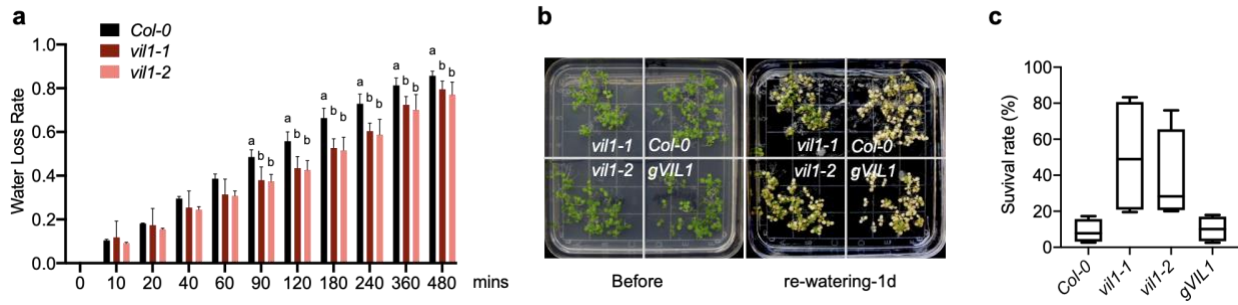 a
Col-0
vil1-1
vil1-2
Water Loss Rate
1.0
0.8
0.6
0.4
0.2
0.0
a b b
a b b
a b b
a b b
a b b
a b b
0 10 20 40 60 90 120 180 240 360 480 mins
b
vil1-1 Col-0
vil1-2 gVIL1
vil1-1 Col-0
vil1-2 gVIL1
Before re-watering-1d
c
Suvival rate (%)
100
80
60
40
20
0
Col-0 vil1-1 vil1-2 gVIL1